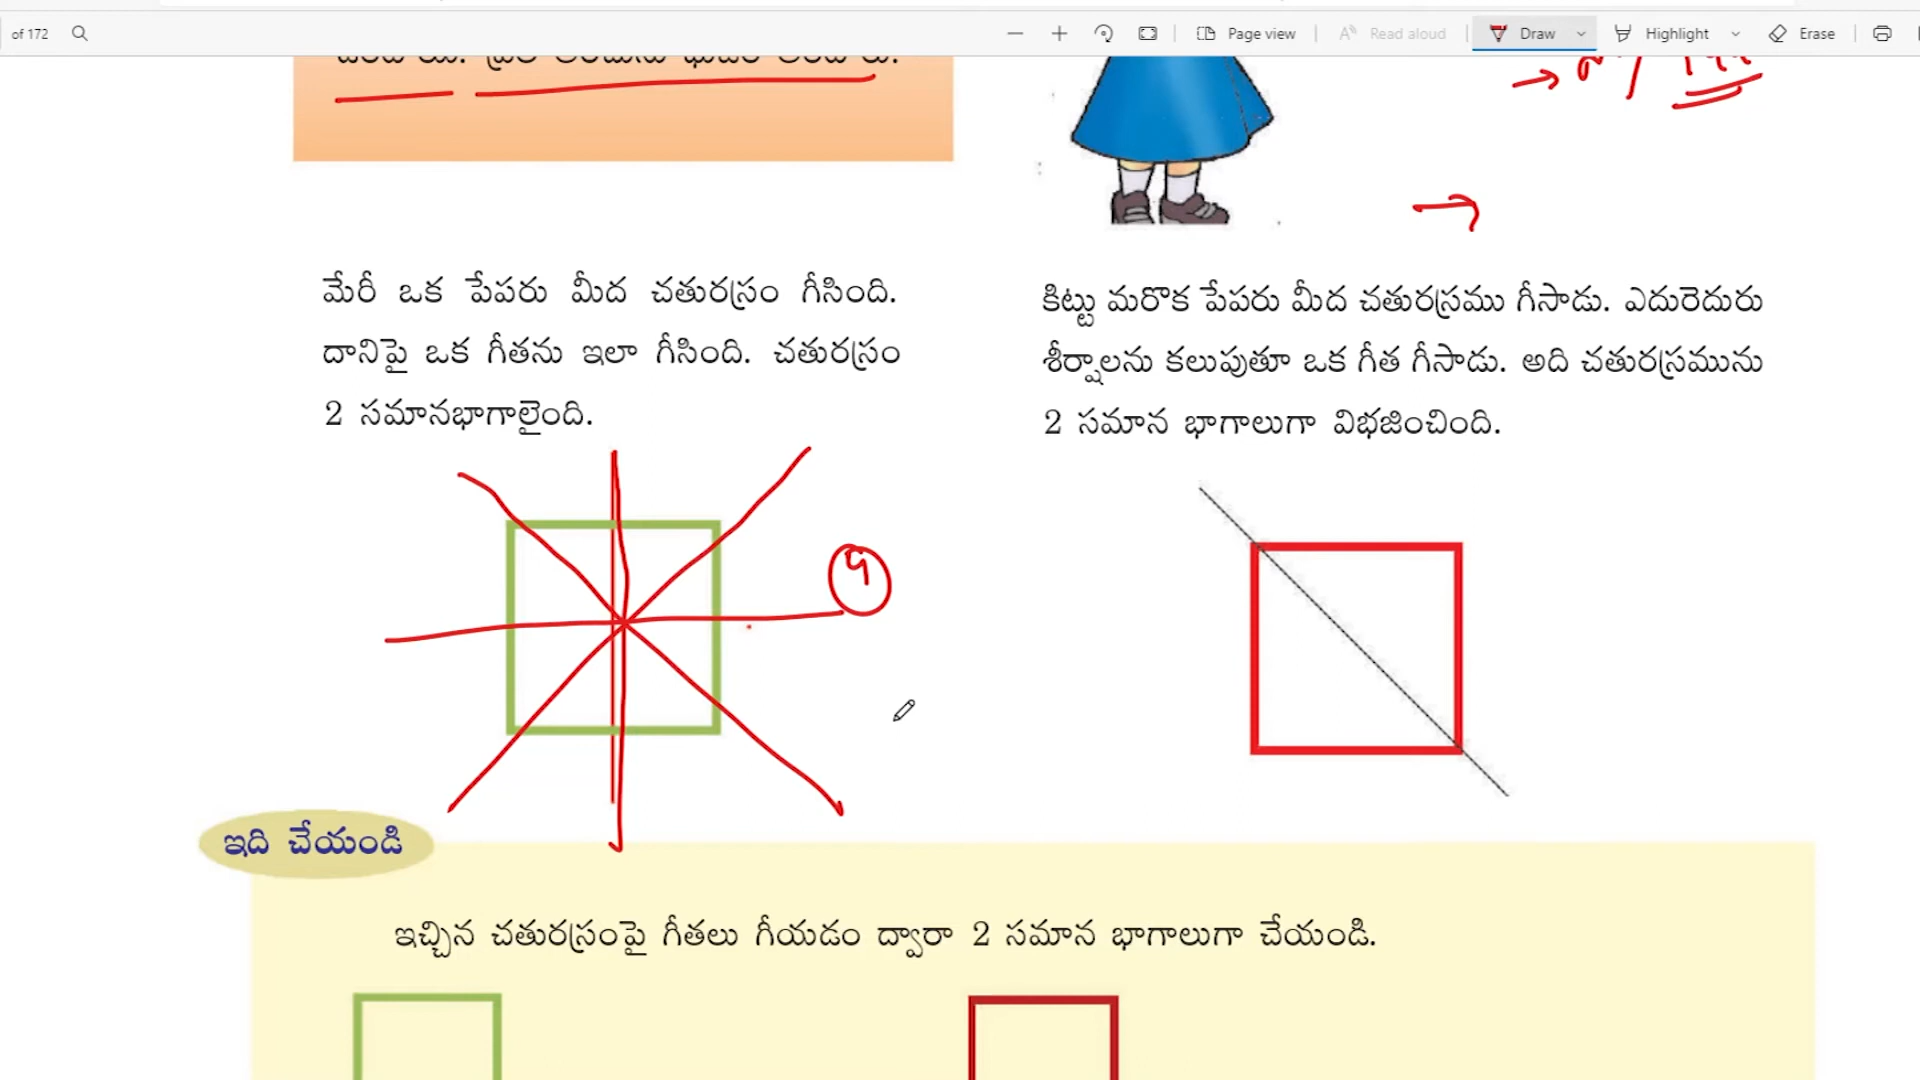 of 172
Page view
Read aloud
Draw
Highlight
Erase
మేరీ ఒక పేపరు మీద చతురస్రం గీసింది.
దానిపై ఒక గీతను ఇలా గీసింది. చతురస్రం
2 సమానభాగాలైంది.
కిట్టు మరొక పేపరు మీద చతురస్రము గీసాడు. ఎదురెదురు
శీర్షాలను కలుపుతూ ఒక గీత గీసాడు. అది చతురస్రమును
2 సమాన భాగాలుగా విభజించింది.
ఇది చేయండి
ఇచ్చిన చతురస్రంపై గీతలు గీయడం ద్వారా 2 సమాన భాగాలుగా చేయండి.